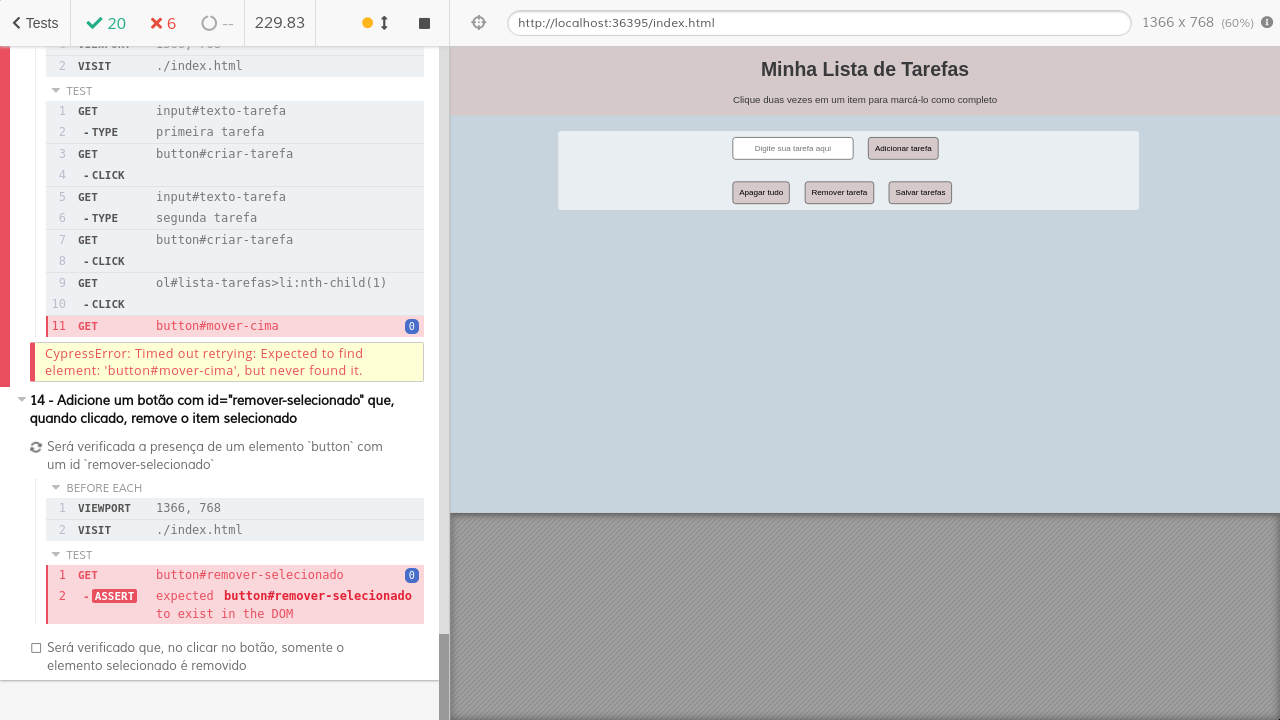 Tests
20
6
--
229.83
http://localhost:36395/index.html
1366 x 768 (60%)
1 VIEWPORT 1366, 768
2 VISIT ./index.html
TEST
1 GET input#texto-tarefa
2 -TYPE primeira tarefa
3 GET button#criar-tarefa
4 -CLICK
5 GET input#texto-tarefa
6 -TYPE segunda tarefa
7 GET button#criar-tarefa
8 -CLICK
9 GET ol#lista-tarefas>li:nth-child(1)
10 -CLICK
11 GET button#mover-cima 0
CypressError: Timed out retrying: Expected to find
element: 'button#mover-cima', but never found it.
14 - Adicione um botão com id="remover-selecionado" que,
quando clicado, remove o item selecionado
Será verificada a presença de um elemento `button` com
um id `remover-selecionado`
BEFORE EACH
1 VIEWPORT 1366, 768
2 VISIT ./index.html
TEST
1 GET button#remover-selecionado 0
2 -ASSERT expected button#remover-selecionado
to exist in the DOM
Será verificado que, no clicar no botão, somente o
elemento selecionado é removido
Minha Lista de Tarefas
Clique duas vezes em um item para marcá-lo como completo
Digite sua tarefa aqui
Adicionar tarefa
Apagar tudo
Remover tarefa
Salvar tarefas